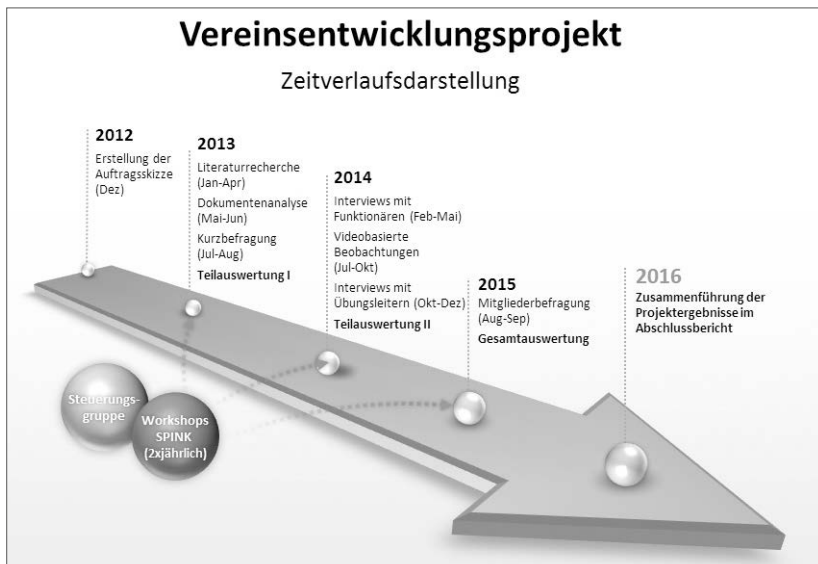 Vereinsentwicklungsprojekt
Zeitverlaufsdarstellung
2012
Erstellung der
Auftragsskizze
(Dez)
2013
Literaturrecherche
(Jan-Apr)
Dokumentenanalyse
(Mai-Jun)
Kurzbefragung
(Jul-Aug)
Teilauswertung I
2014
Interviews mit
Funktionären (Feb-Mai)
Videobasierte
Beobachtungen
(Jul-Okt)
Interviews mit
Übungsleitern (Okt-Dez)
Teilauswertung II
2015
Mitgliederbefragung
(Aug-Sep)
Gesamtauswertung
2016
Zusammenführung der
Projektergebnisse im
Abschlussbericht
Steuerungs-
gruppe
Workshops
SPINK
(2xjährlich)